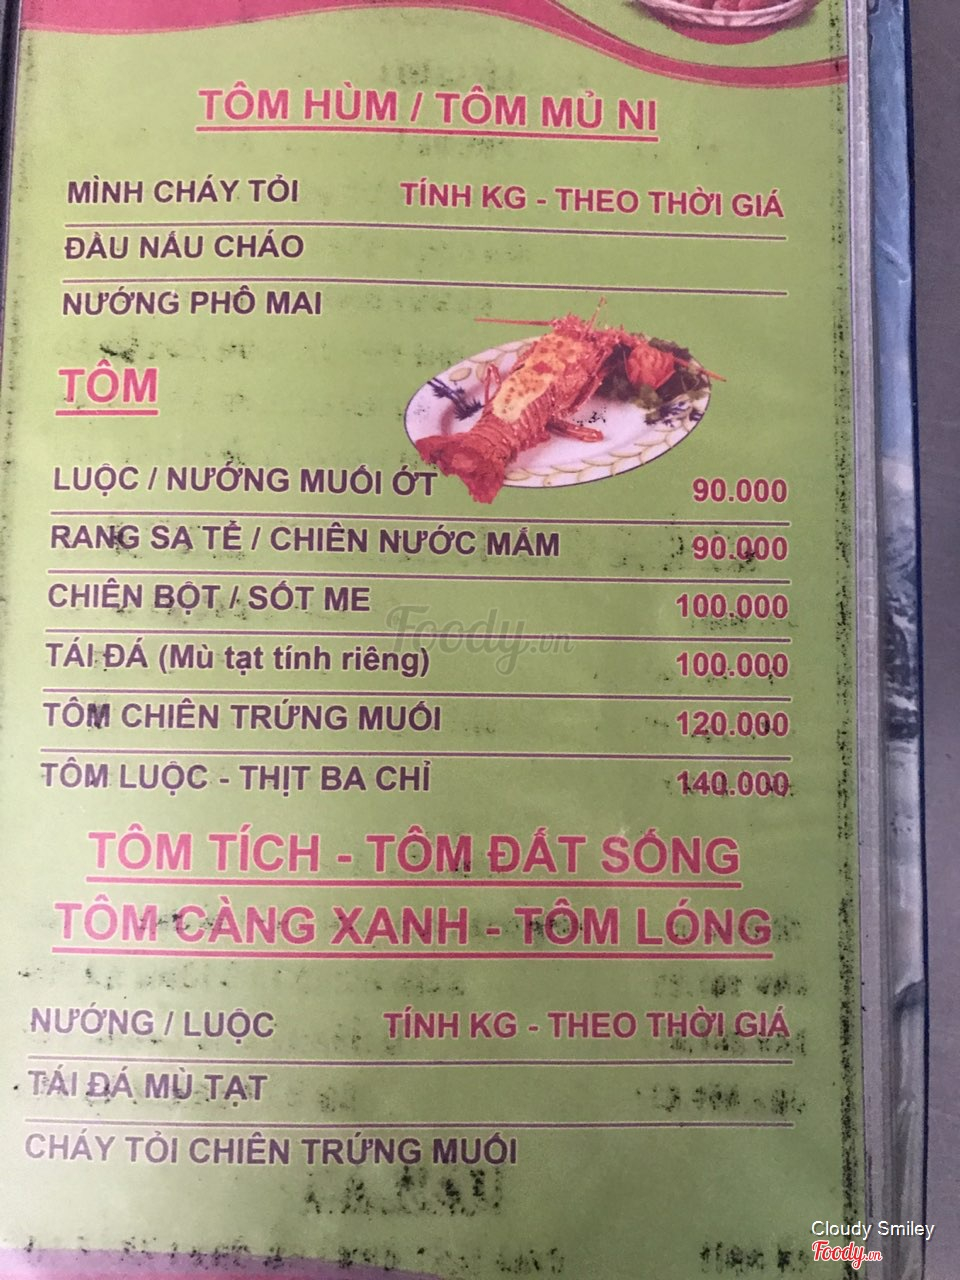 TÔM HÙM / TÔM MỦ NI
MÌNH CHÁY TỎI TÍNH KG - THEO THỜI GIÁ
ĐẦU NẤU CHÁO
NƯỚNG PHÔ MAI
TÔM
LUỘC / NƯỚNG MUỐI ỚT 90.000
RANG SA TẾ / CHIÊN NƯỚC MẮM 90.000
CHIÊN BỘT / SỐT ME 100.000
TÁI ĐÁ (Mù tạt tính riêng) 100.000
TÔM CHIÊN TRỨNG MUỐI 120.000
TÔM LUỘC - THỊT BA CHỈ 140.000
TÔM TÍCH - TÔM ĐẤT SỐNG
TÔM CÀNG XANH - TÔM LÓNG
NƯỚNG / LUỘC TÍNH KG - THEO THỜI GIÁ
TÁI ĐÁ MÙ TẠT
CHÁY TỎI CHIÊN TRỨNG MUỐI
Foody.vn
Cloudy Smiley
Foody.vn